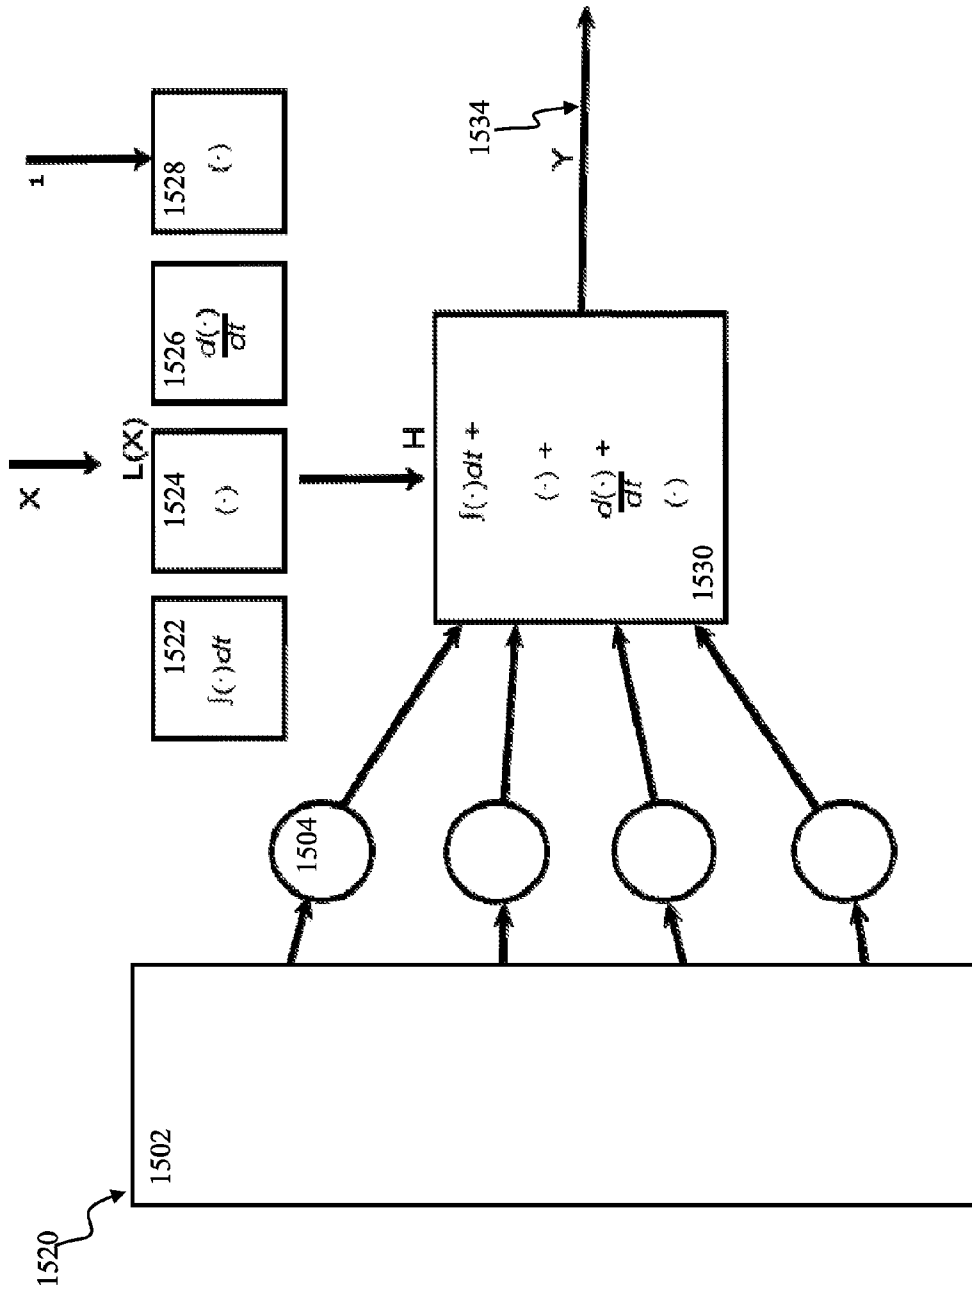 1520
1502
1504
X
L(X)
1
1522
∫(·)dt
1524
(·)
1526
d(·)
dt
1528
(·)
H
∫(·)dt +
(·) +
d(·) +
dt
(·)
1530
Y
1534